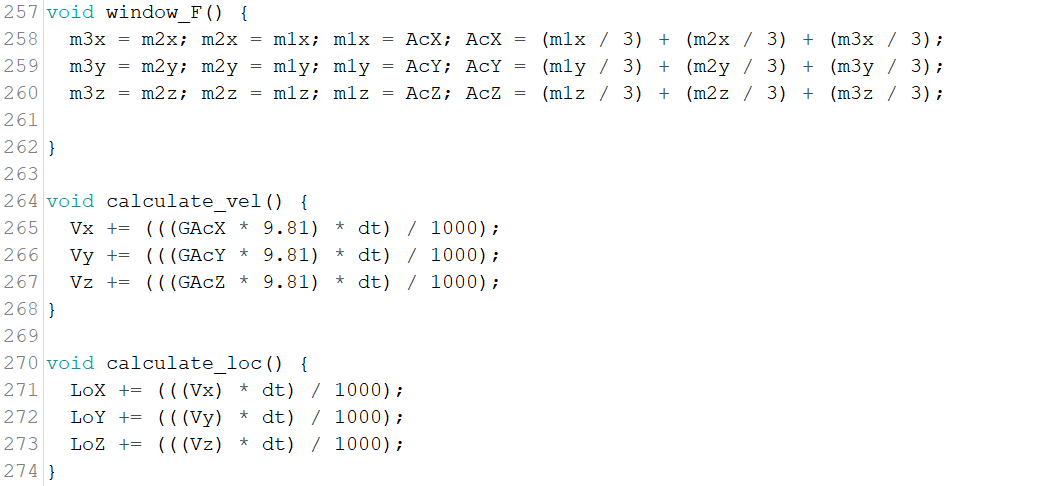 257 void window_F() {
258   m3x = m2x; m2x = m1x; m1x = AcX; AcX = (m1x / 3) + (m2x / 3) + (m3x / 3);
259   m3y = m2y; m2y = m1y; m1y = AcY; AcY = (m1y / 3) + (m2y / 3) + (m3y / 3);
260   m3z = m2z; m2z = m1z; m1z = AcZ; AcZ = (m1z / 3) + (m2z / 3) + (m3z / 3);
261
262 }
263
264 void calculate_vel() {
265   Vx += (((GAcX * 9.81) * dt) / 1000);
266   Vy += (((GAcY * 9.81) * dt) / 1000);
267   Vz += (((GAcZ * 9.81) * dt) / 1000);
268 }
269
270 void calculate_loc() {
271   LoX += (((Vx) * dt) / 1000);
272   LoY += (((Vy) * dt) / 1000);
273   LoZ += (((Vz) * dt) / 1000);
274 }